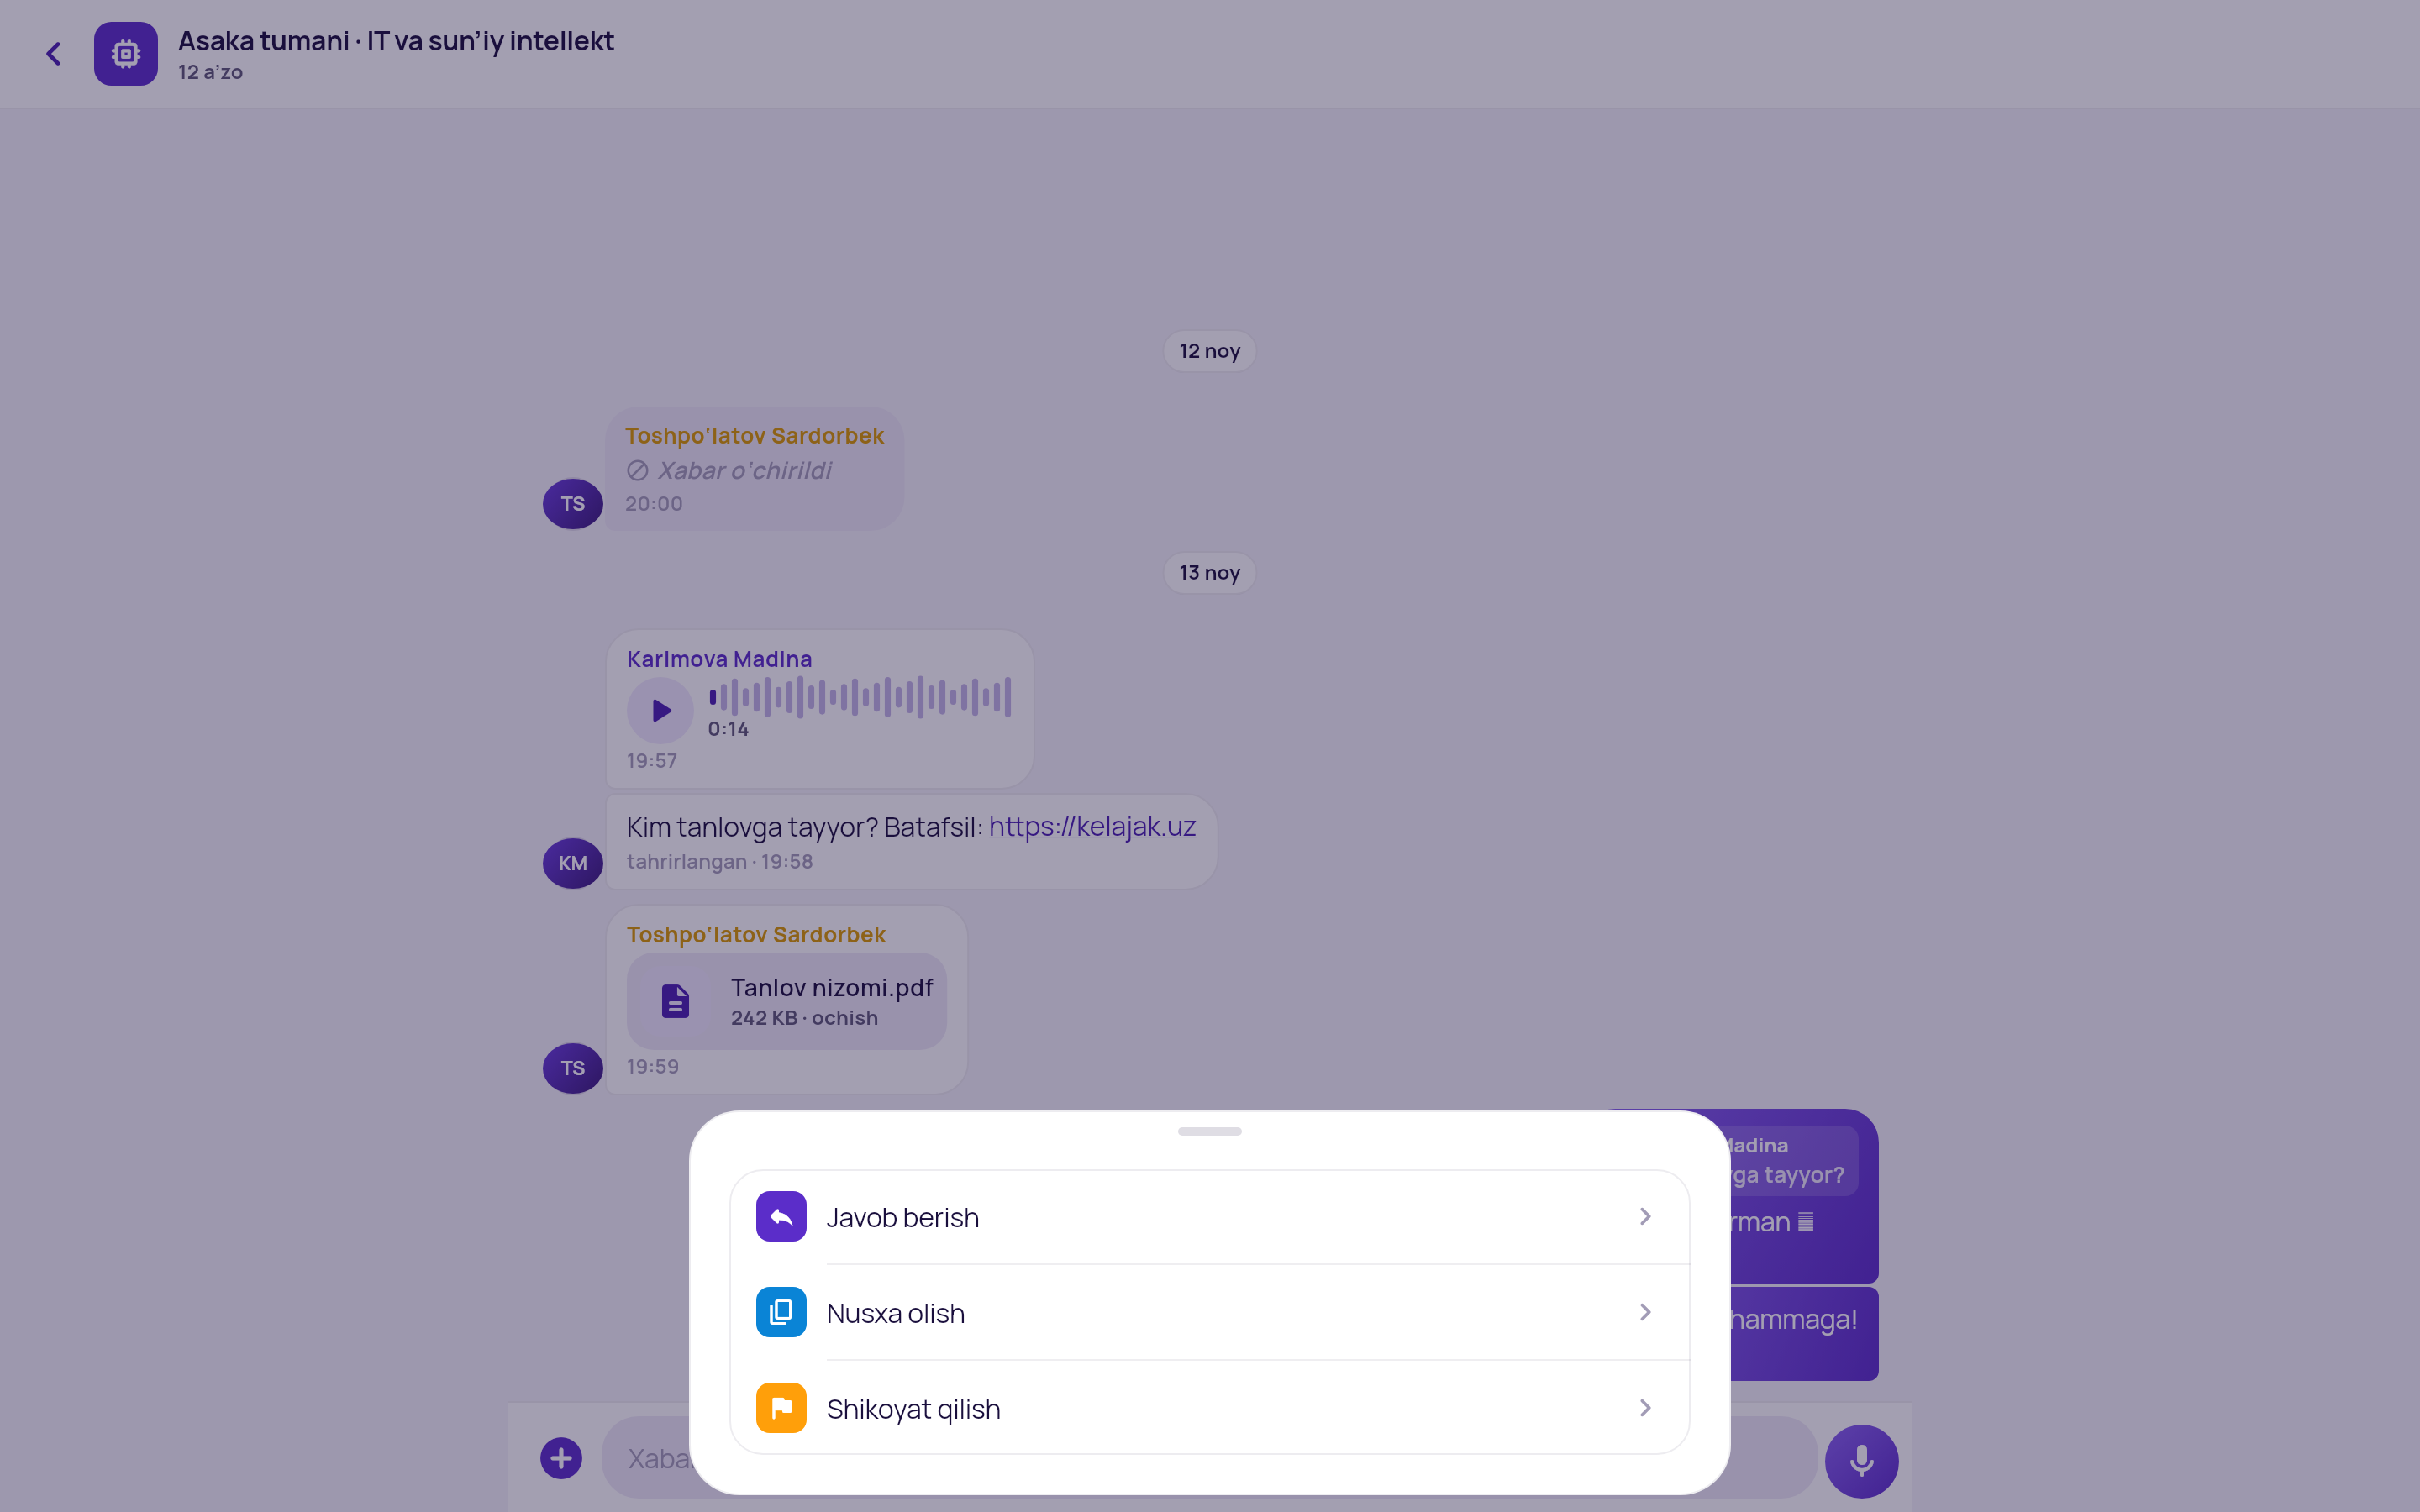 Asaka tumani · IT va sun’iy intellekt
12 a’zo
12 noy
Toshpo‘latov Sardorbek
Xabar o‘chirildi
20:00
TS
13 noy
Karimova Madina
0:14
19:57
Kim tanlovga tayyor? Batafsil: https://kelajak.uz
tahrirlangan · 19:58
KM
Toshpo‘latov Sardorbek
Tanlov nizomi.pdf
242 KB · ochish
19:59
TS
tayyor?
hammaga!
Javob berish
Nusxa olish
Shikoyat qilish